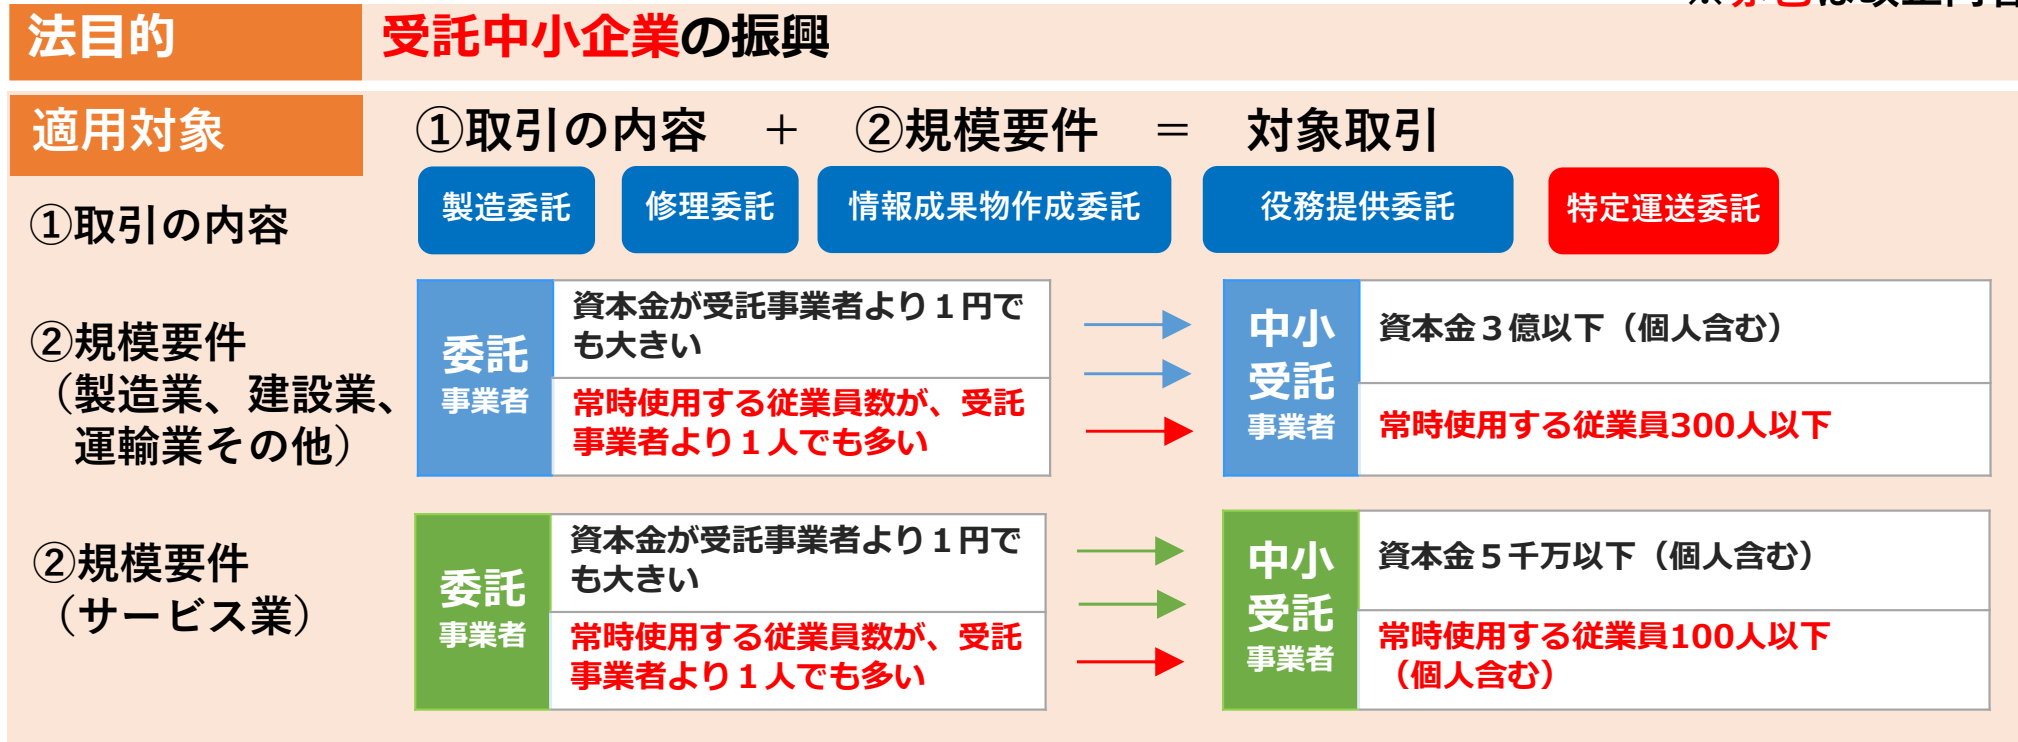 法目的
受託中小企業の振興
適用対象
①取引の内容 ＋ ②規模要件 ＝ 対象取引
①取引の内容
製造委託
修理委託
情報成果物作成委託
役務提供委託
特定運送委託
②規模要件
（製造業、建設業、
運輸業その他）
委託
事業者
資本金が受託事業者より１円で
も大きい
常時使用する従業員数が、受託
事業者より１人でも多い
中小
受託
事業者
資本金３億以下（個人含む）
常時使用する従業員300人以下
②規模要件
（サービス業）
委託
事業者
資本金が受託事業者より１円で
も大きい
常時使用する従業員数が、受託
事業者より１人でも多い
中小
受託
事業者
資本金５千万以下（個人含む）
常時使用する従業員100人以下
（個人含む）